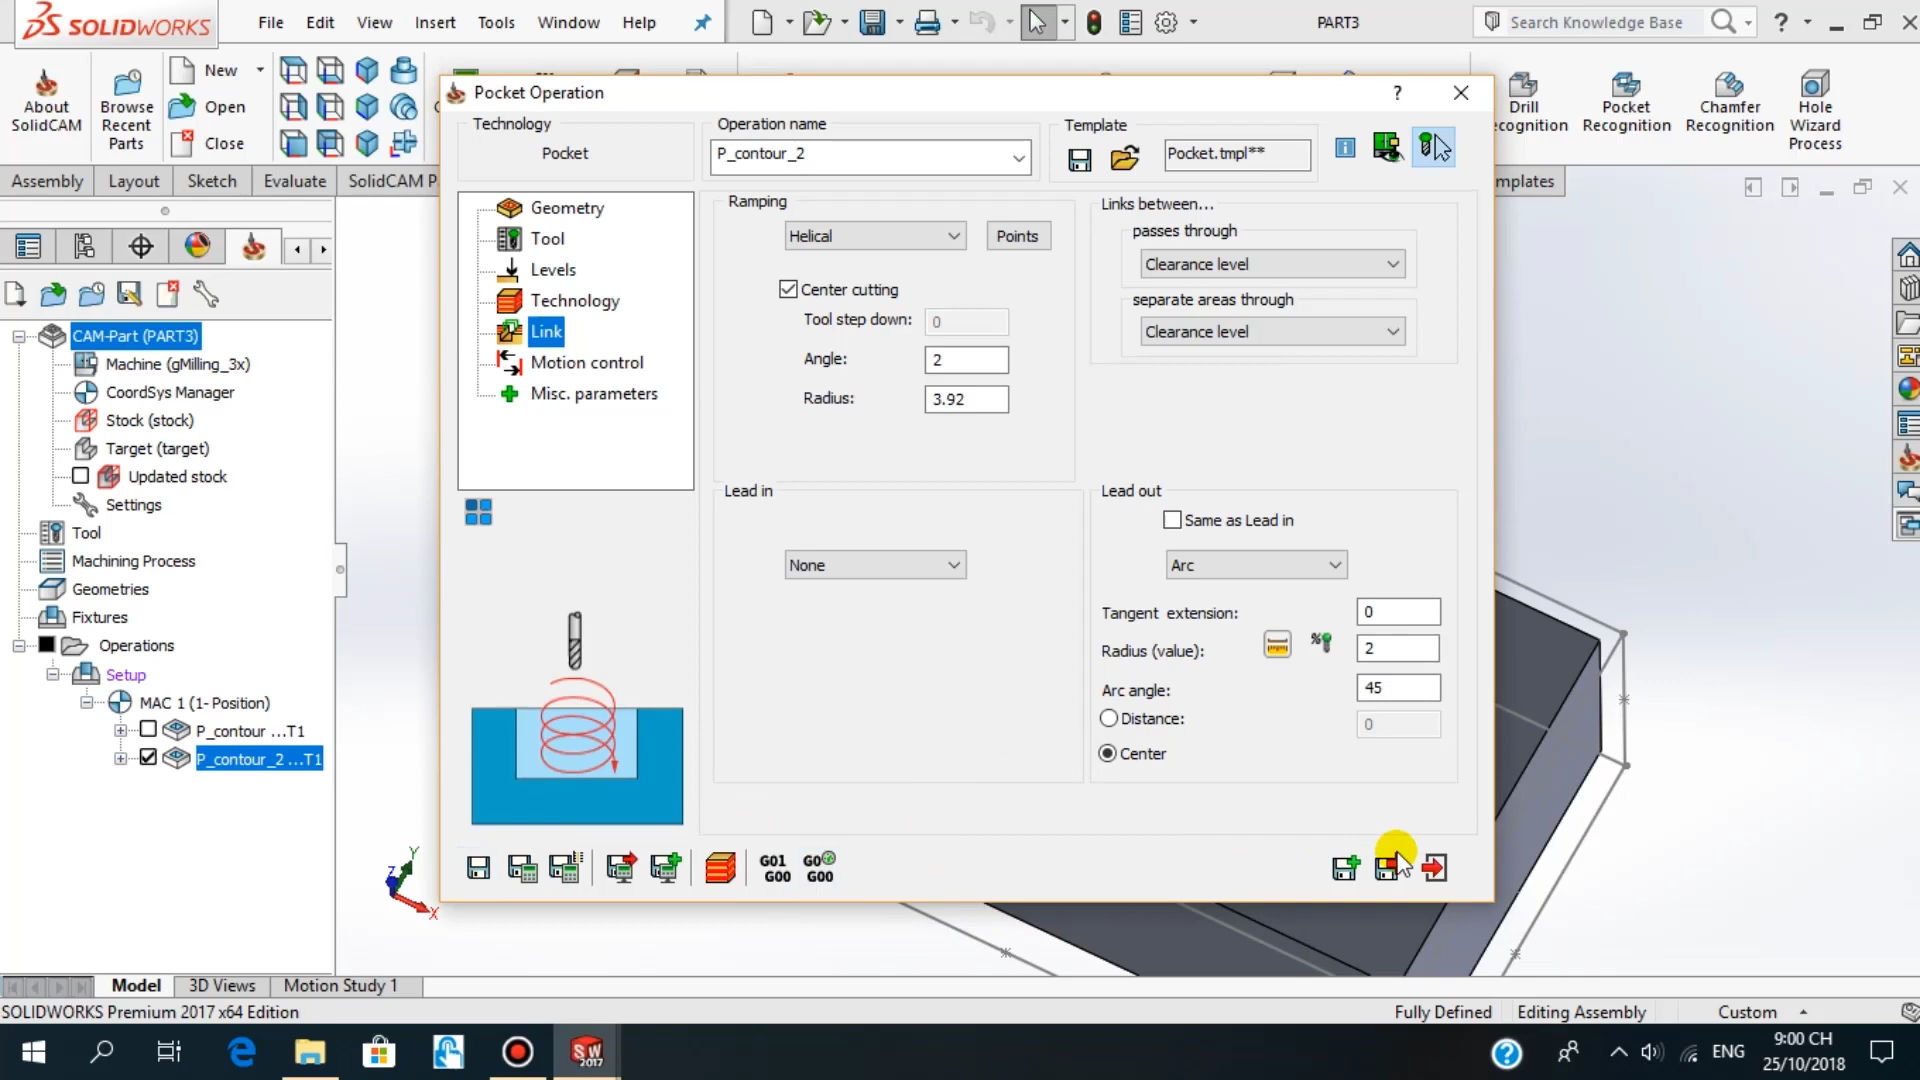 SOLIDWORKS
File
Edit
View
Insert
Tools
Window
Help
PART3
Search Knowledge Base
?
About
SolidCAM
Browse
Recent
Parts
New
Open
Close
Drill
ecognition
Pocket
Recognition
Chamfer
Recognition
Hole
Wizard
Process
Assembly
Layout
Sketch
Evaluate
SolidCAM P
mplates
CAM-Part (PART3)
Machine (gMilling_3x)
CoordSys Manager
Stock (stock)
Target (target)
Updated stock
Settings
Tool
Machining Process
Geometries
Fixtures
Operations
Setup
MAC 1 (1- Position)
P_contour ...T1
P_contour_2 ...T1
Pocket Operation
?
Technology
Pocket
Operation name
P_contour_2
Template
Pocket.tmpl**
Geometry
Tool
Levels
Technology
Link
Motion control
Misc. parameters
Ramping
Helical
Points
Center cutting
Tool step down:
0
Angle:
2
Radius:
3.92
Links between...
passes through
Clearance level
separate areas through
Clearance level
Lead in
None
Lead out
Same as Lead in
Arc
Tangent extension:
0
Radius (value):
%
2
Arc angle:
45
Distance:
0
Center
G01
G00
G0
G00
Y
Z
X
Model
3D Views
Motion Study 1
SOLIDWORKS Premium 2017 x64 Edition
Fully Defined
Editing Assembly
Custom
SW
2017
?
ENG
9:00 CH
25/10/2018